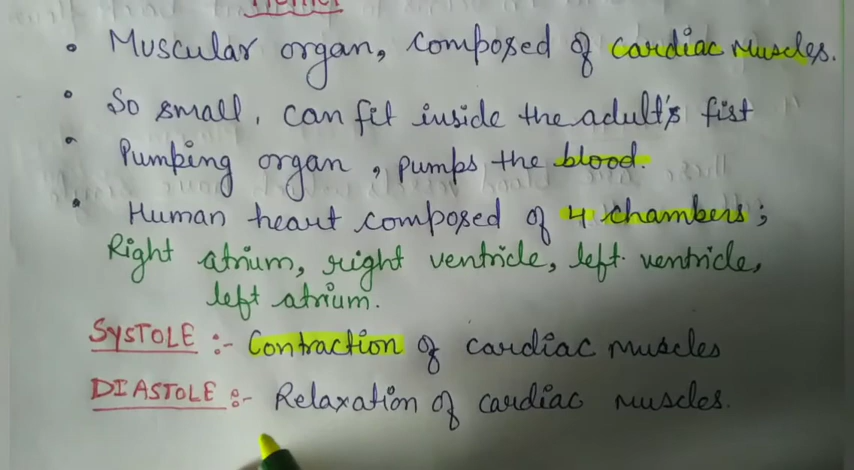 • Muscular organ, composed of cardiac muscles.
• So small, can fit inside the adult's fist
• Pumping organ, pumps the blood.
• Human heart composed of 4 chambers;
Right atrium, right ventricle, left ventricle,
left atrium.
SYSTOLE :- Contraction of cardiac muscles
DIASTOLE :- Relaxation of cardiac muscles.